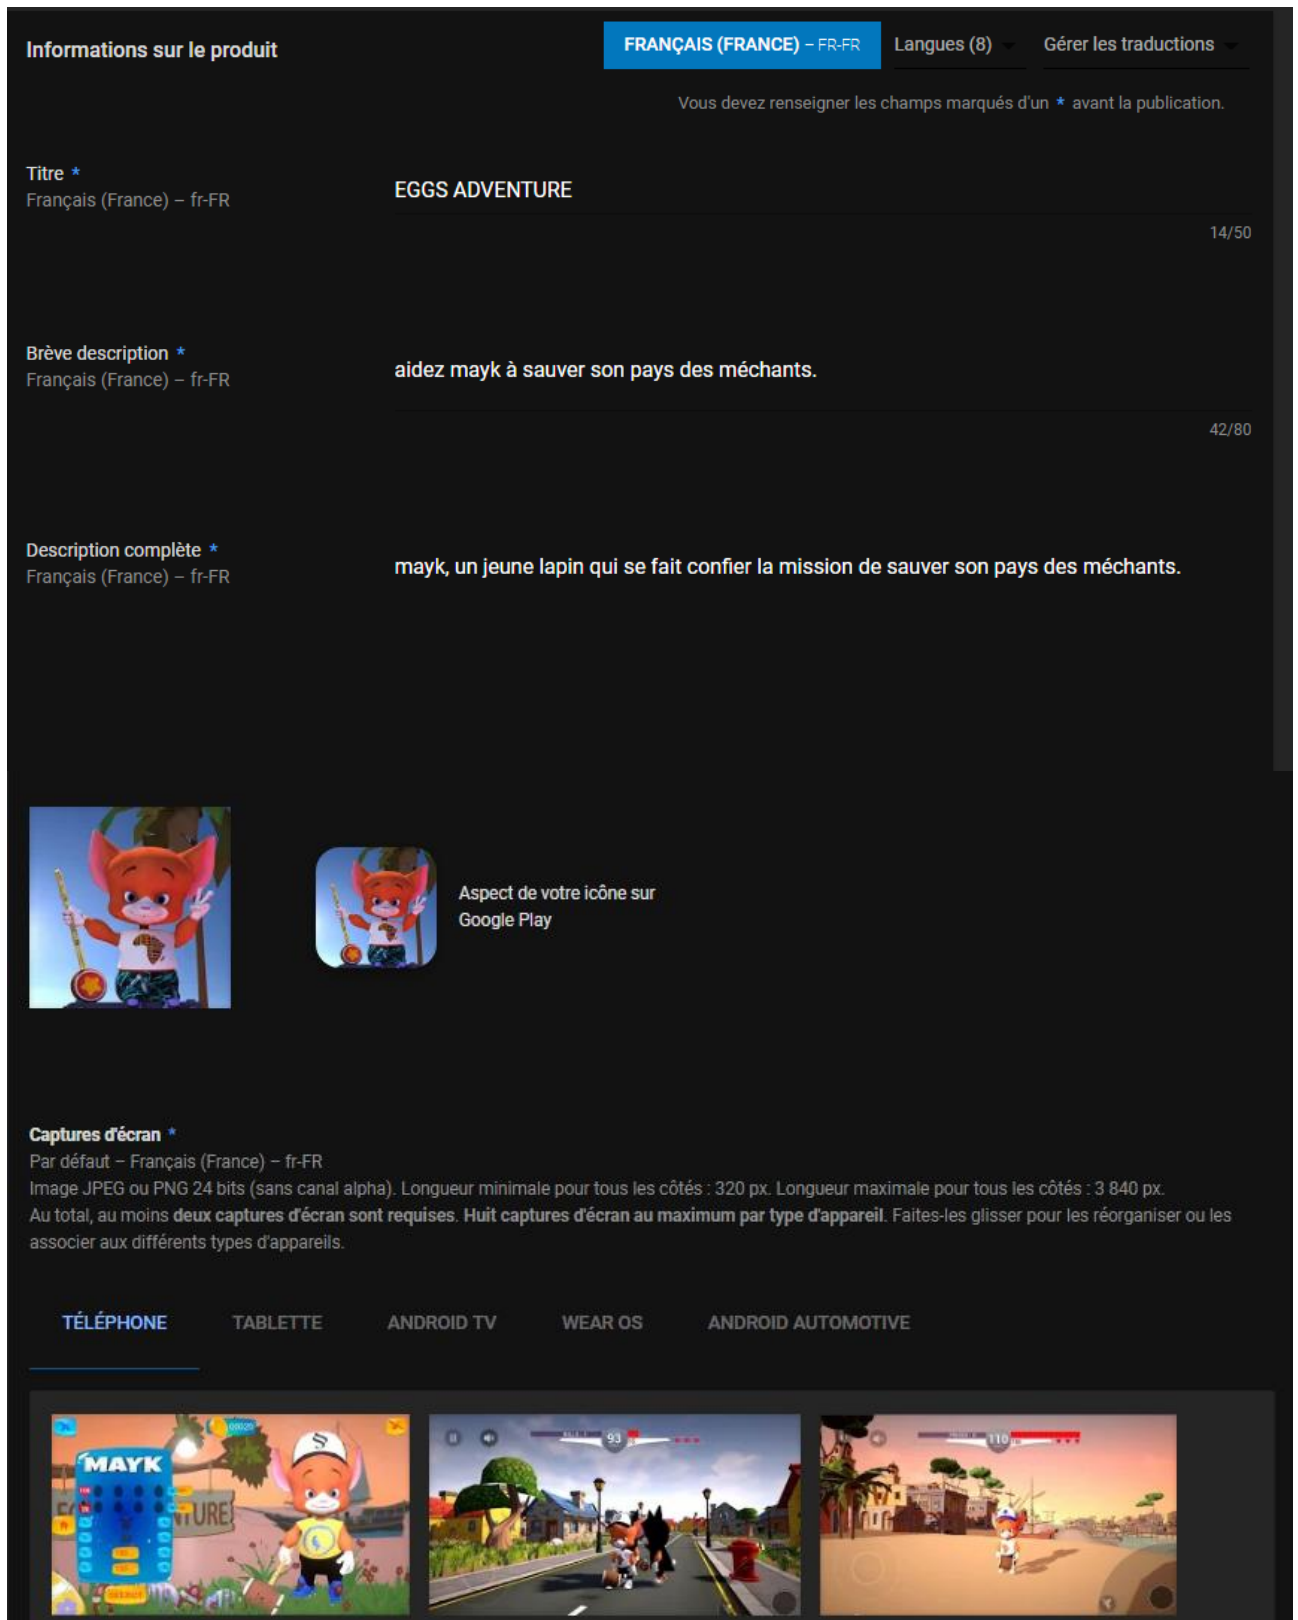 Informations sur le produit
FRANÇAIS (FRANCE) – FR-FR
Langues (8)
Gérer les traductions
Vous devez renseigner les champs marqués d'un * avant la publication.
Titre *
Français (France) – fr-FR
EGGS ADVENTURE
14/50
Brève description *
Français (France) – fr-FR
aidez mayk à sauver son pays des méchants.
42/80
Description complète *
Français (France) – fr-FR
mayk, un jeune lapin qui se fait confier la mission de sauver son pays des méchants.
Aspect de votre icône sur
Google Play
Captures d'écran *
Par défaut – Français (France) – fr-FR
Image JPEG ou PNG 24 bits (sans canal alpha). Longueur minimale pour tous les côtés : 320 px. Longueur maximale pour tous les côtés : 3 840 px.
Au total, au moins deux captures d'écran sont requises. Huit captures d'écran au maximum par type d'appareil. Faites-les glisser pour les réorganiser ou les
associer aux différents types d'appareils.
TÉLÉPHONE
TABLETTE
ANDROID TV
WEAR OS
ANDROID AUTOMOTIVE
MAYK
93
110